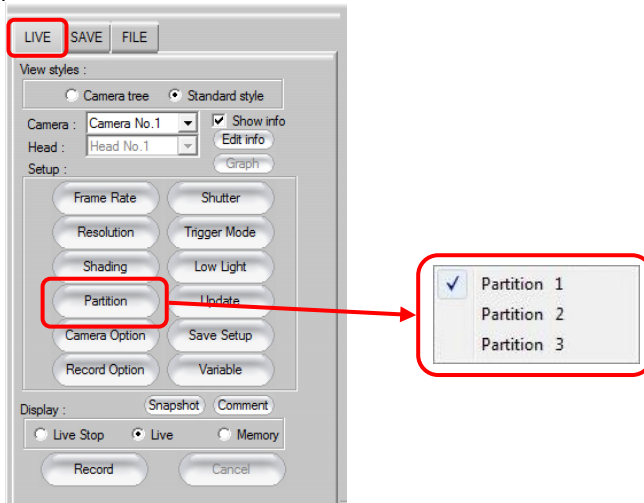 LIVE SAVE FILE
View styles :
Camera tree Standard style
Camera : Camera No.1 Show info
Head : Head No.1 Edit info
Setup : Graph
Frame Rate Shutter
Resolution Trigger Mode
Shading Low Light
Partition Update
Camera Option Save Setup
Record Option Variable
Display : Snapshot Comment
Live Stop Live Memory
Record Cancel
Partition 1
Partition 2
Partition 3